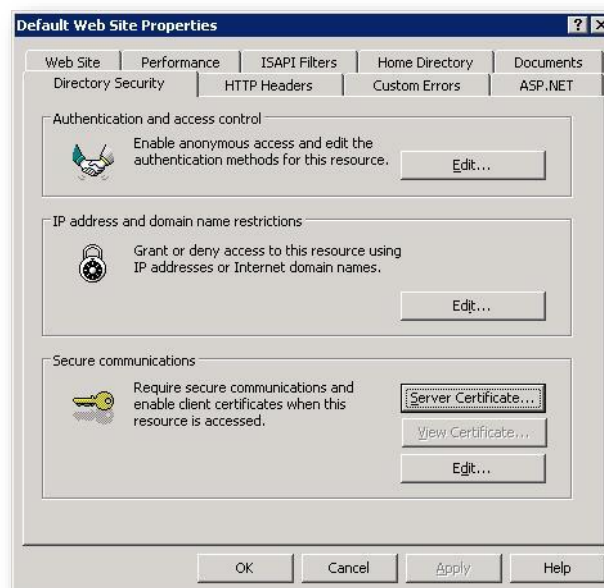 Default Web Site Properties
Web Site Performance ISAPI Filters Home Directory Documents
Directory Security HTTP Headers Custom Errors ASP.NET
Authentication and access control
Enable anonymous access and edit the
authentication methods for this resource.
Edit...
IP address and domain name restrictions
Grant or deny access to this resource using
IP addresses or Internet domain names.
Edit...
Secure communications
Require secure communications and
enable client certificates when this
resource is accessed.
Server Certificate...
View Certificate...
Edit...
OK Cancel Apply Help